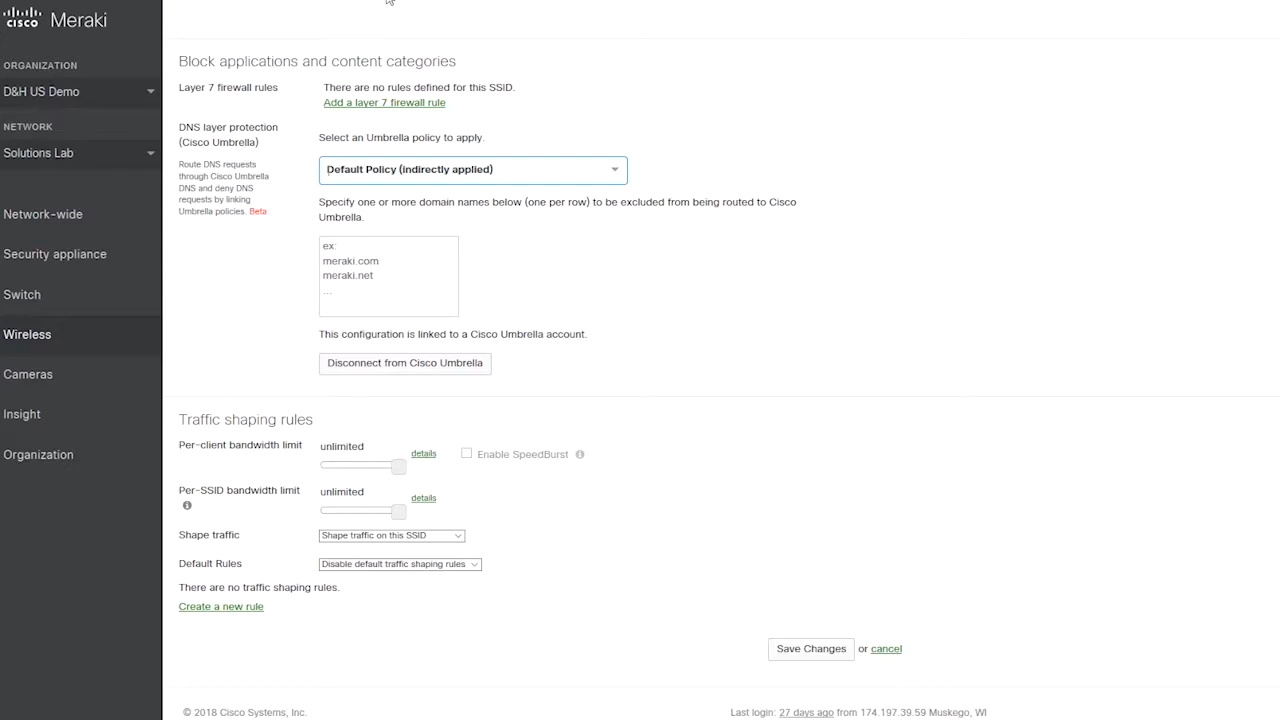 cisco Meraki
ORGANIZATION
D&H US Demo
NETWORK
Solutions Lab
Network-wide
Security appliance
Switch
Wireless
Cameras
Insight
Organization
Block applications and content categories
Layer 7 firewall rules
There are no rules defined for this SSID.
Add a layer 7 firewall rule
DNS layer protection
(Cisco Umbrella)
Route DNS requests
through Cisco Umbrella
DNS and deny DNS
requests by linking
Umbrella policies. Beta
Select an Umbrella policy to apply.
Default Policy (indirectly applied)
Specify one or more domain names below (one per row) to be excluded from being routed to Cisco
Umbrella.
ex:
meraki.com
meraki.net
...
This configuration is linked to a Cisco Umbrella account.
Disconnect from Cisco Umbrella
Traffic shaping rules
Per-client bandwidth limit
unlimited
details
Enable SpeedBurst
Per-SSID bandwidth limit
unlimited
details
Shape traffic
Shape traffic on this SSID
Default Rules
Disable default traffic shaping rules
There are no traffic shaping rules.
Create a new rule
Save Changes or cancel
© 2018 Cisco Systems, Inc.
Last login: 27 days ago from 174.197.39.59 Muskego, WI